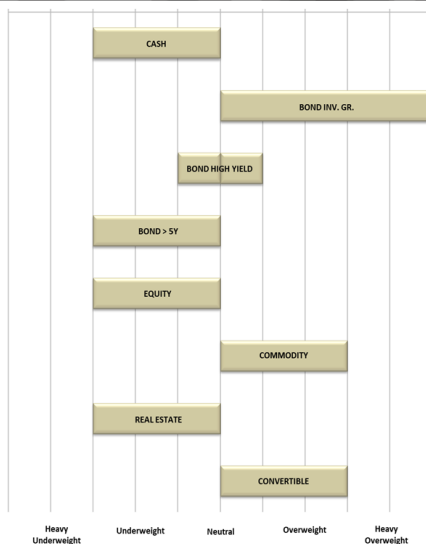 CASH
BOND INV. GR.
BOND HIGH YIELD
BOND > 5Y
EQUITY
COMMODITY
REAL ESTATE
CONVERTIBLE
Heavy Underweight Neutral Overweight Heavy
Underweight Overweight